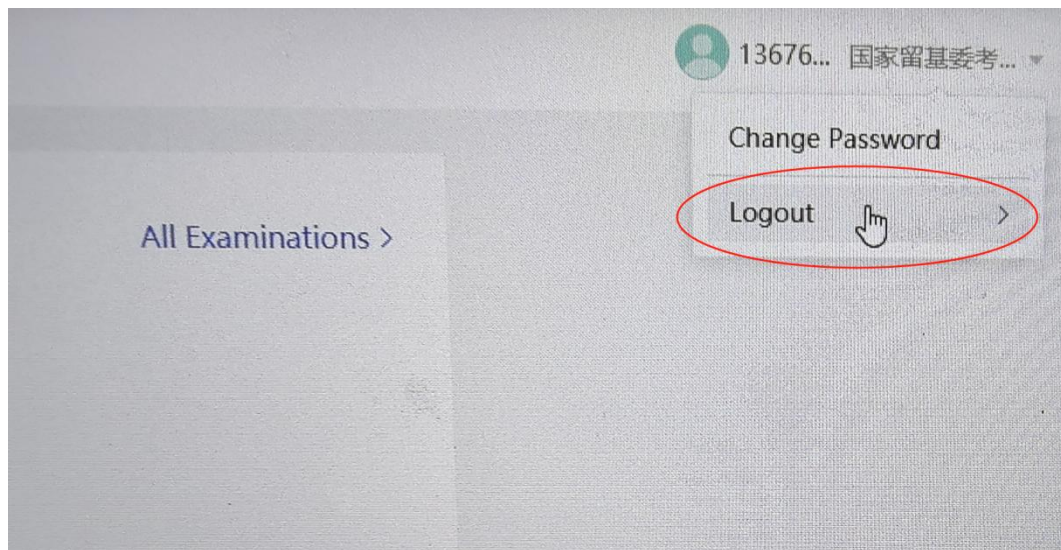 13676... 国家留基委考...
Change Password
Logout
All Examinations